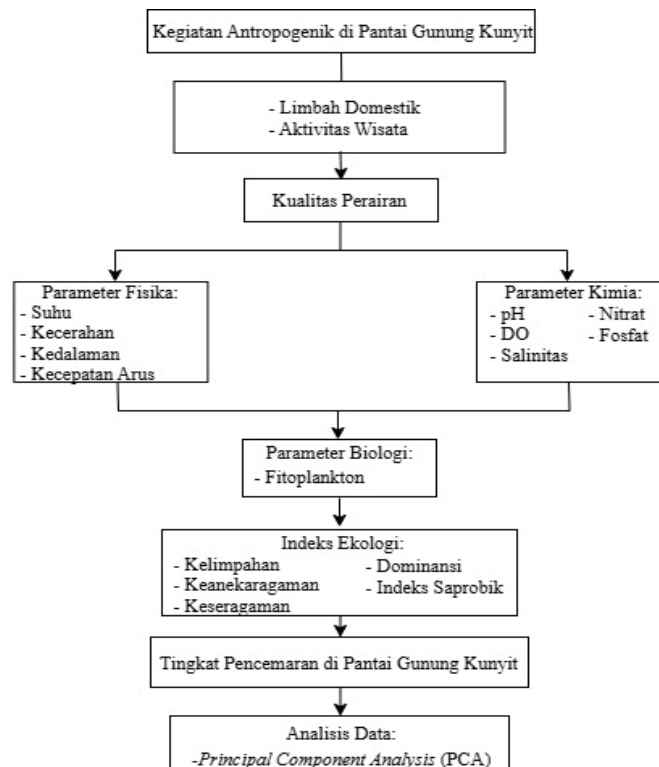 Kegiatan Antropogenik di Pantai Gunung Kunyit
- Limbah Domestik
- Aktivitas Wisata
Kualitas Perairan
Parameter Fisika:
- Suhu
- Kecerahan
- Kedalaman
- Kecepatan Arus
Parameter Kimia:
- pH
- DO
- Salinitas
- Nitrat
- Fosfat
Parameter Biologi:
- Fitoplankton
Indeks Ekologi:
- Kelimpahan
- Keanekaragaman
- Keseragaman
- Dominansi
- Indeks Saprobik
Tingkat Pencemaran di Pantai Gunung Kunyit
Analisis Data:
-Principal Component Analysis (PCA)